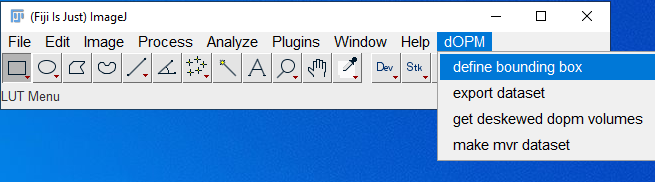 (Fiji Is Just) ImageJ
File Edit Image Process Analyze Plugins Window Help dOPM
Dev Stk
LUT Menu
define bounding box
export dataset
get deskewed dopm volumes
make mvr dataset